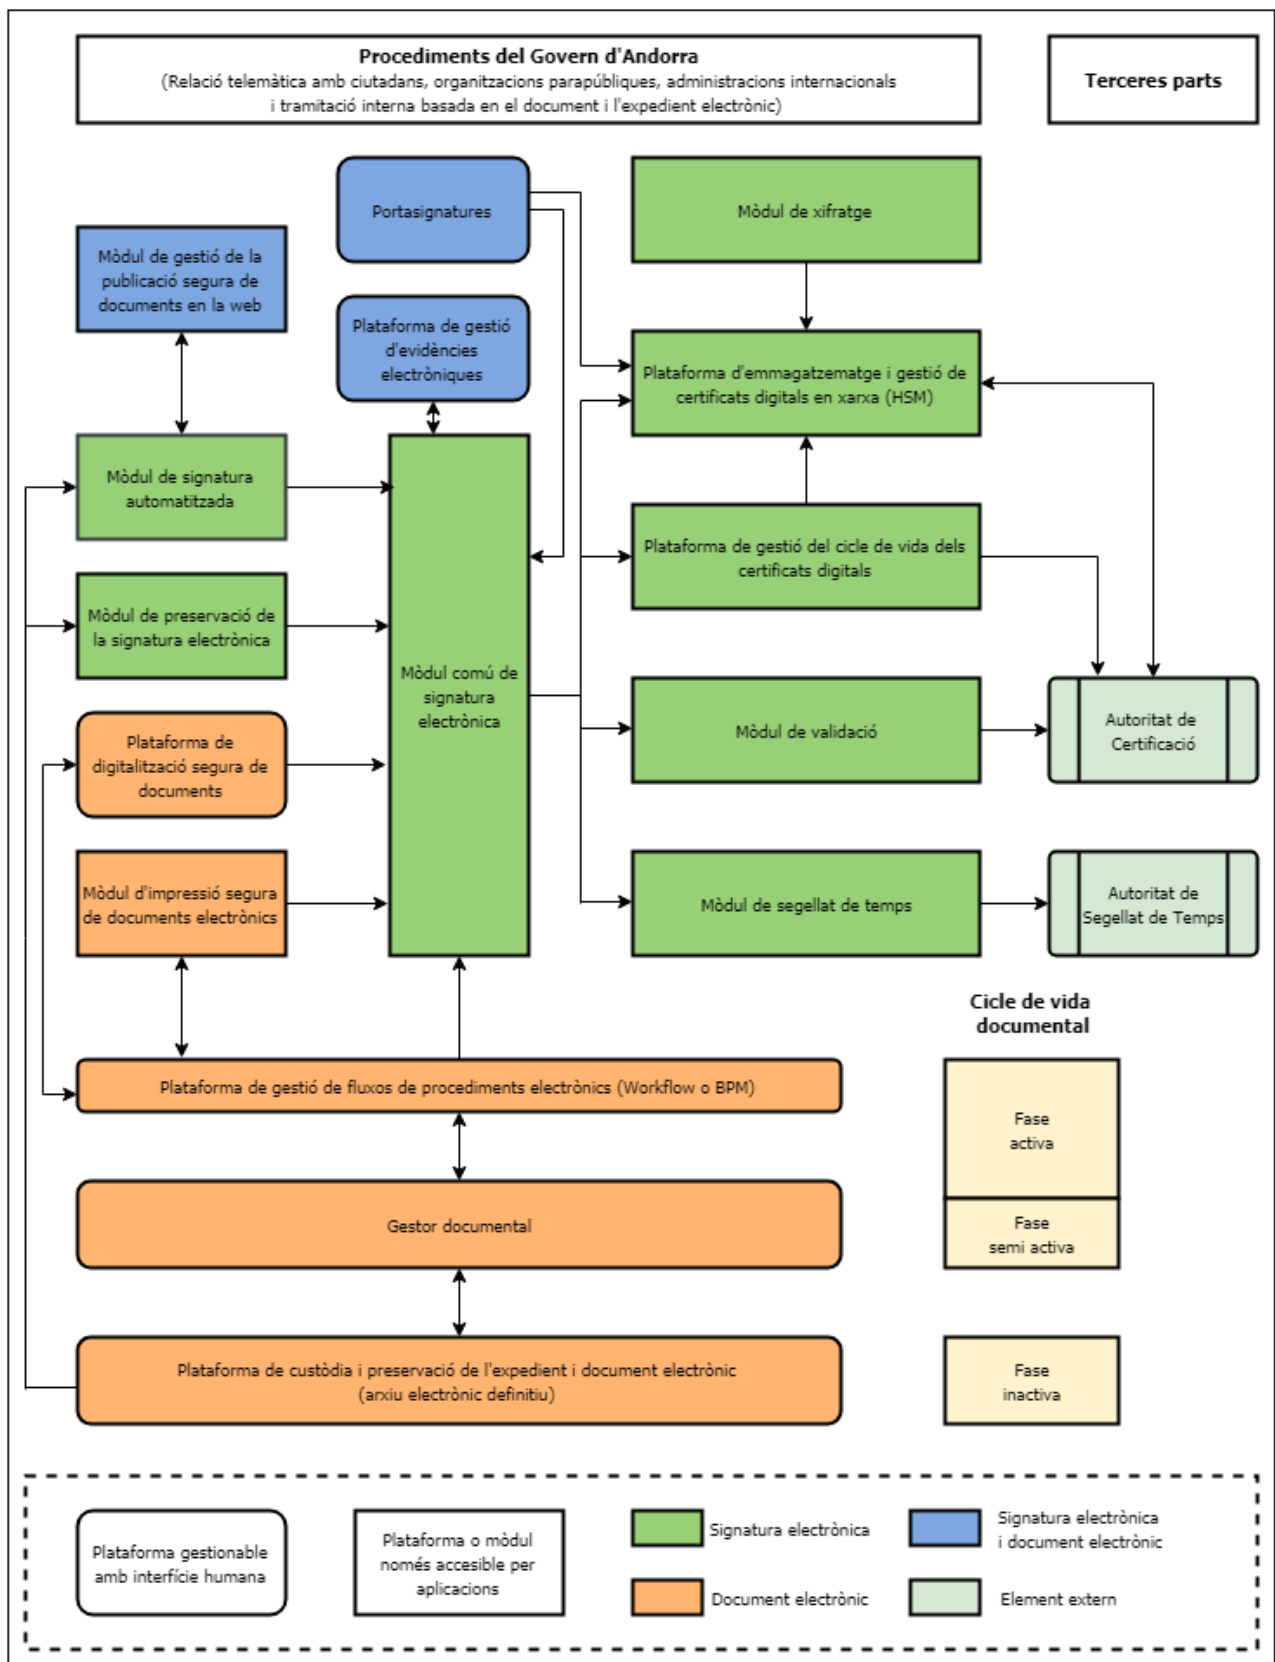 Procediments del Govern d'Andorra
(Relació telemàtica amb ciutadans, organitzacions parapúbliques, administracions internacionals
i tramitació interna basada en el document i l'expedient electrònic)
Terceres parts
Portasignatures
Mòdul de xifratge
Mòdul de gestió de la
publicació segura de
documents en la web
Plataforma de gestió
d'evidències
electròniques
Plataforma d'emmagatzematge i gestió de
certificats digitals en xarxa (HSM)
Mòdul de signatura
automatitzada
Plataforma de gestió del cicle de vida dels
certificats digitals
Mòdul de preservació de
la signatura electrònica
Mòdul comú de
signatura
electrònica
Mòdul de validació
Autoritat de
Certificació
Plataforma de
digitalització segura de
documents
Mòdul d'impressió segura
de documents electrònics
Mòdul de segellat de temps
Autoritat de
Segellat de Temps
Cicle de vida
documental
Plataforma de gestió de fluxos de procediments electrònics (Workflow o BPM)
Fase
activa
Gestor documental
Fase
semi activa
Plataforma de custòdia i preservació de l'expedient i document electrònic
(arxiu electrònic definitiu)
Fase
inactiva
Plataforma gestionable
amb interfície humana
Plataforma o mòdul
només accesible per
aplicacions
Signatura electrònica
Signatura electrònica
i document electrònic
Document electrònic
Element extern